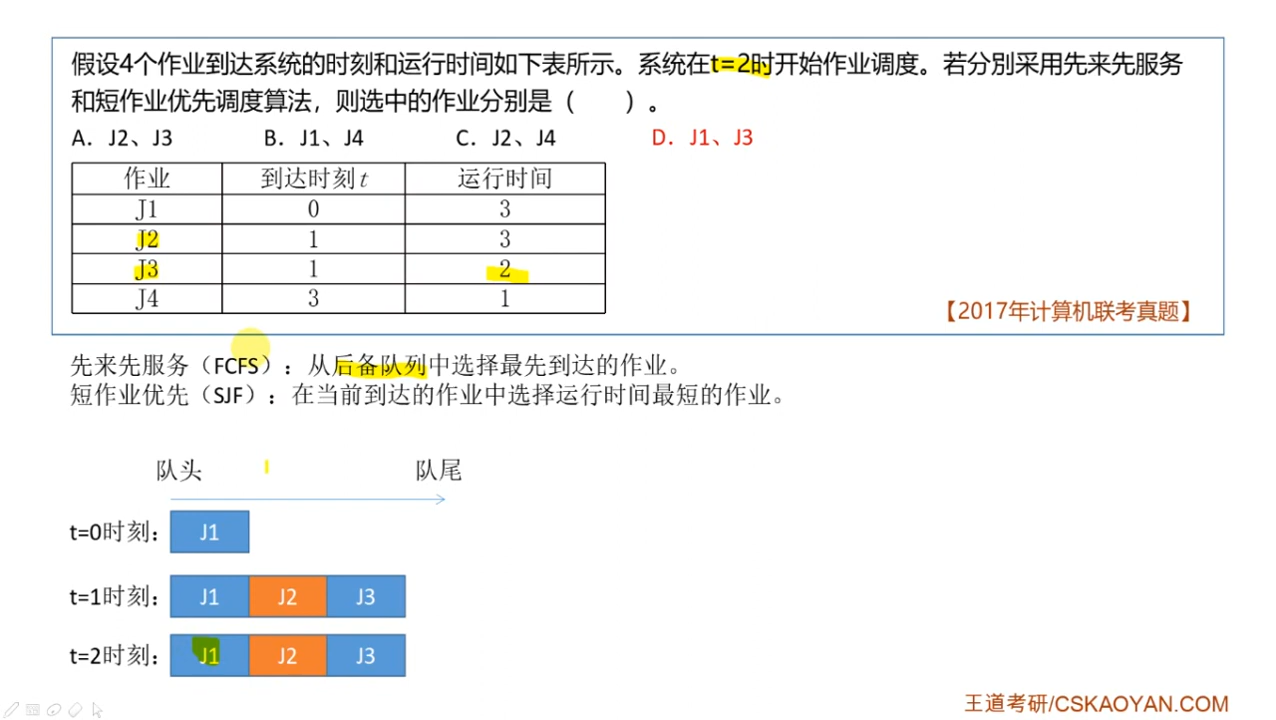 假设4个作业到达系统的时刻和运行时间如下表所示。系统在t=2时开始作业调度。若分别采用先来先服务
和短作业优先调度算法，则选中的作业分别是（ ）。
A. J2、J3 B. J1、J4 C. J2、J4 D. J1、J3
作业 到达时刻t 运行时间
J1 0 3
J2 1 3
J3 1 2
J4 3 1
【2017年计算机联考真题】
先来先服务（FCFS）：从后备队列中选择最先到达的作业。
短作业优先（SJF）：在当前到达的作业中选择运行时间最短的作业。
队头 队尾
t=0时刻： J1
t=1时刻： J1 J2 J3
t=2时刻： J1 J2 J3
王道考研/CSKAOYAN.COM